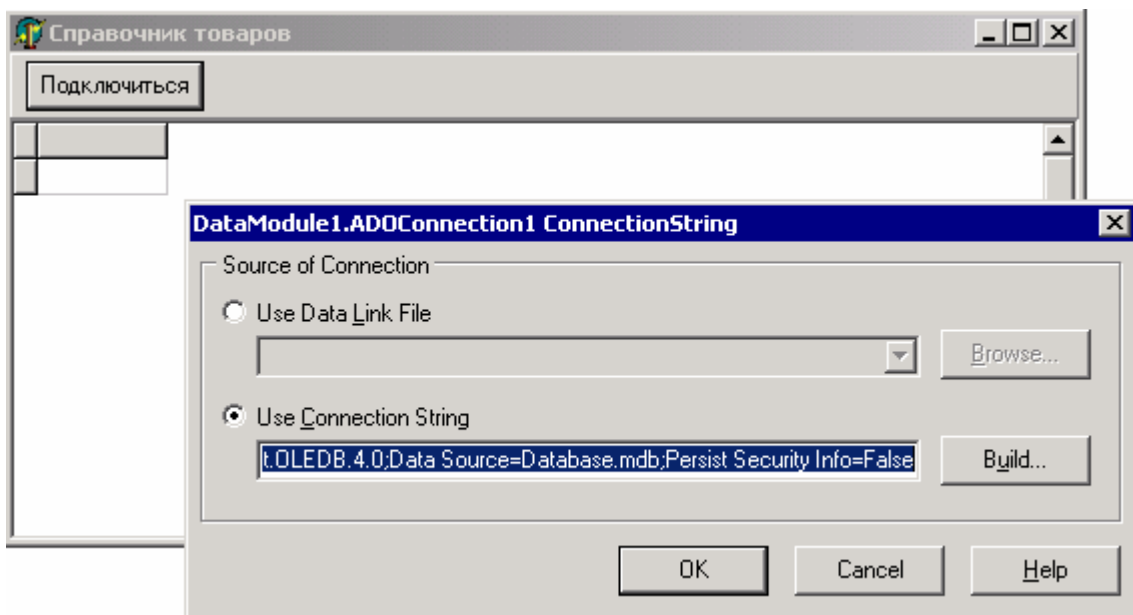 Справочник товаров
Подключиться
DataModule1.ADOConnection1 ConnectionString
Source of Connection
Use Data Link File
Browse...
Use Connection String
t.OLEDB.4.0;Data Source=Database.mdb;Persist Security Info=False
Build...
OK Cancel Help